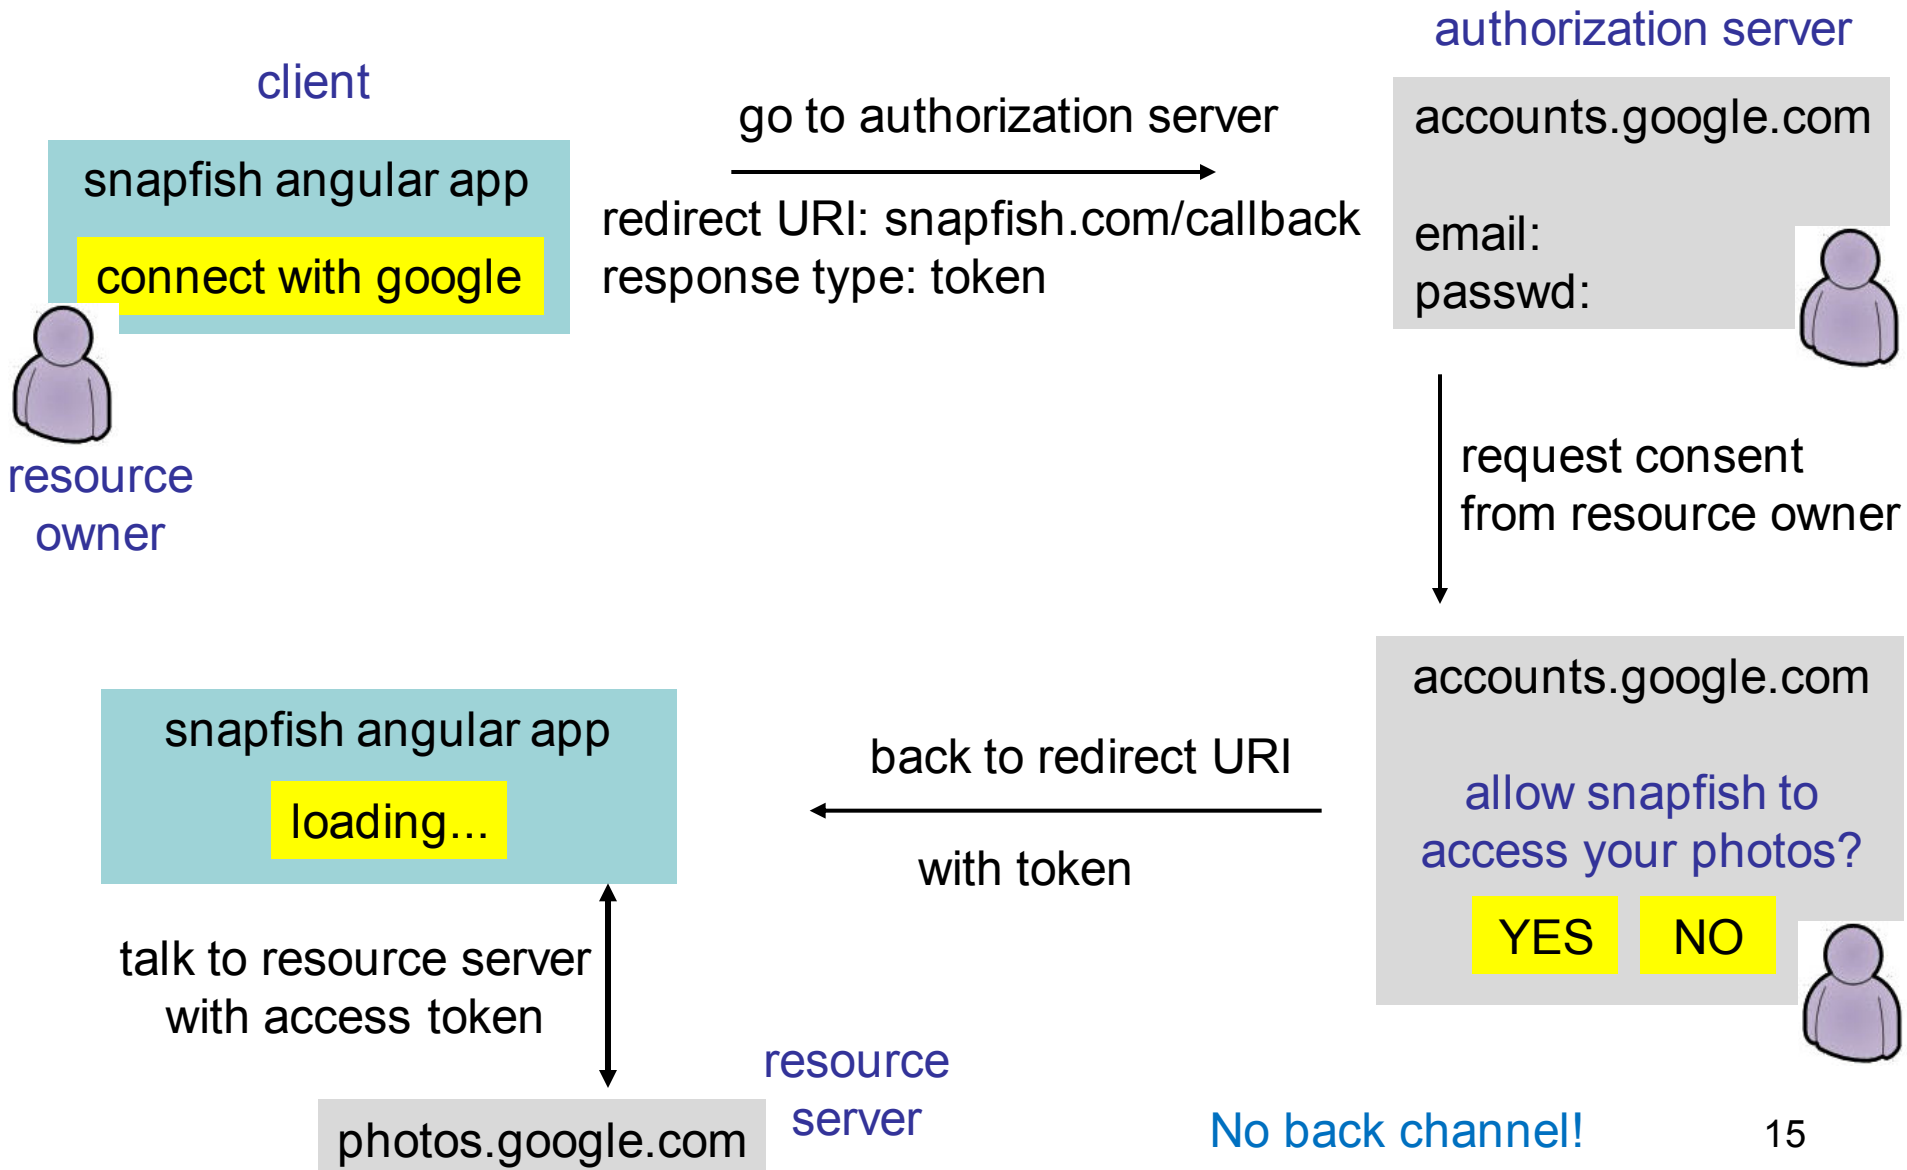 authorization server
client
go to authorization server
accounts.google.com
snapfish angular app
redirect URI: snapfish.com/callback
email:
connect with google
response type: token
passwd:
resource
owner
request consent
from resource owner
accounts.google.com
snapfish angular app
back to redirect URI
allow snapfish to
access your photos?
loading...
with token
YES
NO
talk to resource server
with access token
resource
server
photos.google.com
No back channel!
15